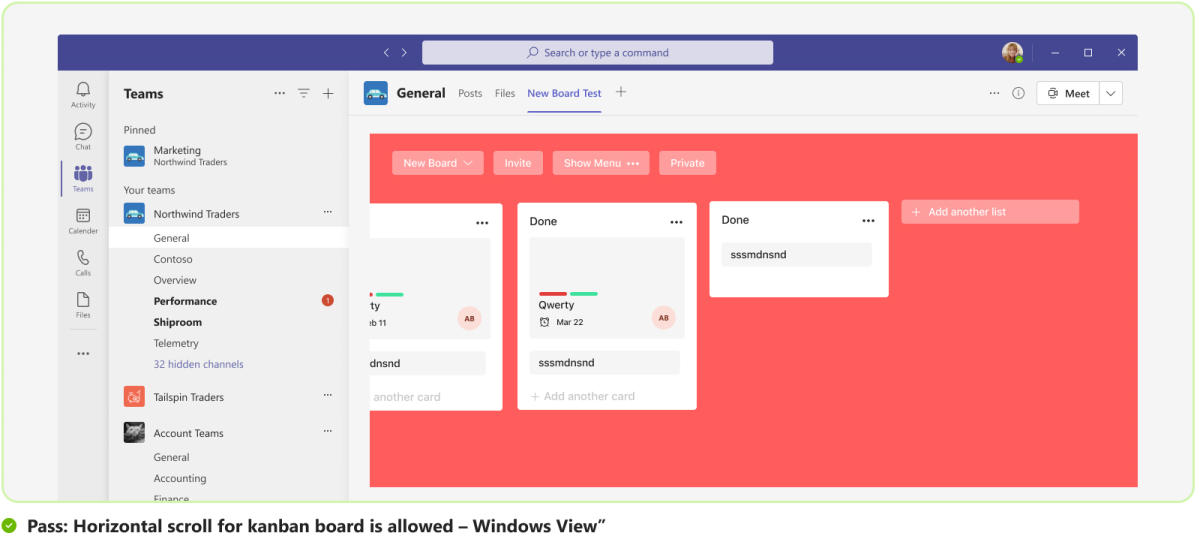 Search or type a command
Activity
Chat
Teams
Calender
Calls
Files
Teams
Pinned
Marketing
Northwind Traders
Your teams
Northwind Traders
General
Contoso
Overview
Performance
1
Shiproom
Telemetry
32 hidden channels
Tailspin Traders
Account Teams
General
Accounting
Finance
General
Posts
Files
New Board Test
Meet
New Board
Invite
Show Menu
Private
ty
eb 11
AB
dnsnd
another card
Done
Qwerty
Mar 22
AB
sssmdnsnd
+ Add another card
Done
sssmdnsnd
+ Add another list
Pass: Horizontal scroll for kanban board is allowed – Windows View”